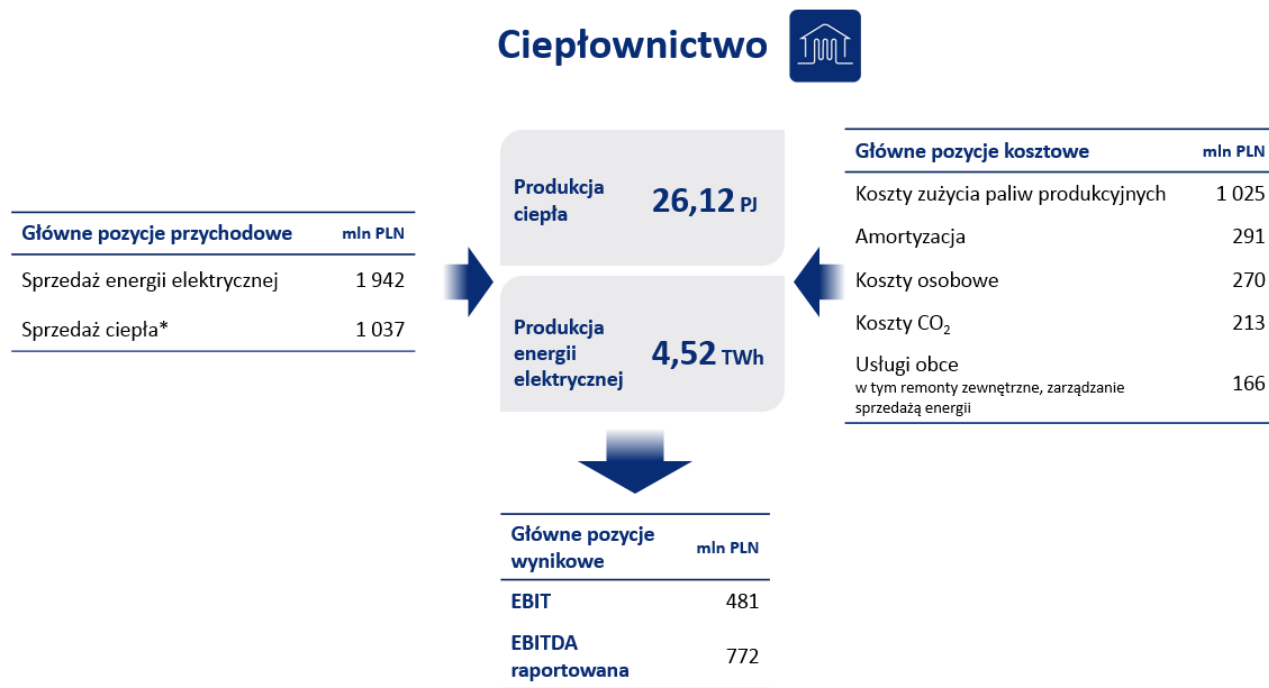 Ciepłownictwo
Główne pozycje przychodowe mln PLN
Sprzedaż energii elektrycznej 1 942
Sprzedaż ciepła* 1 037
Produkcja
ciepła
26,12 PJ
Produkcja
energii
elektrycznej
4,52 TWh
Główne pozycje kosztowe mln PLN
Koszty zużycia paliw produkcyjnych 1 025
Amortyzacja 291
Koszty osobowe 270
Koszty CO₂ 213
Usługi obce
w tym remonty zewnętrzne, zarządzanie
sprzedażą energii
166
Główne pozycje
wynikowe
mln PLN
EBIT 481
EBITDA
raportowana
772